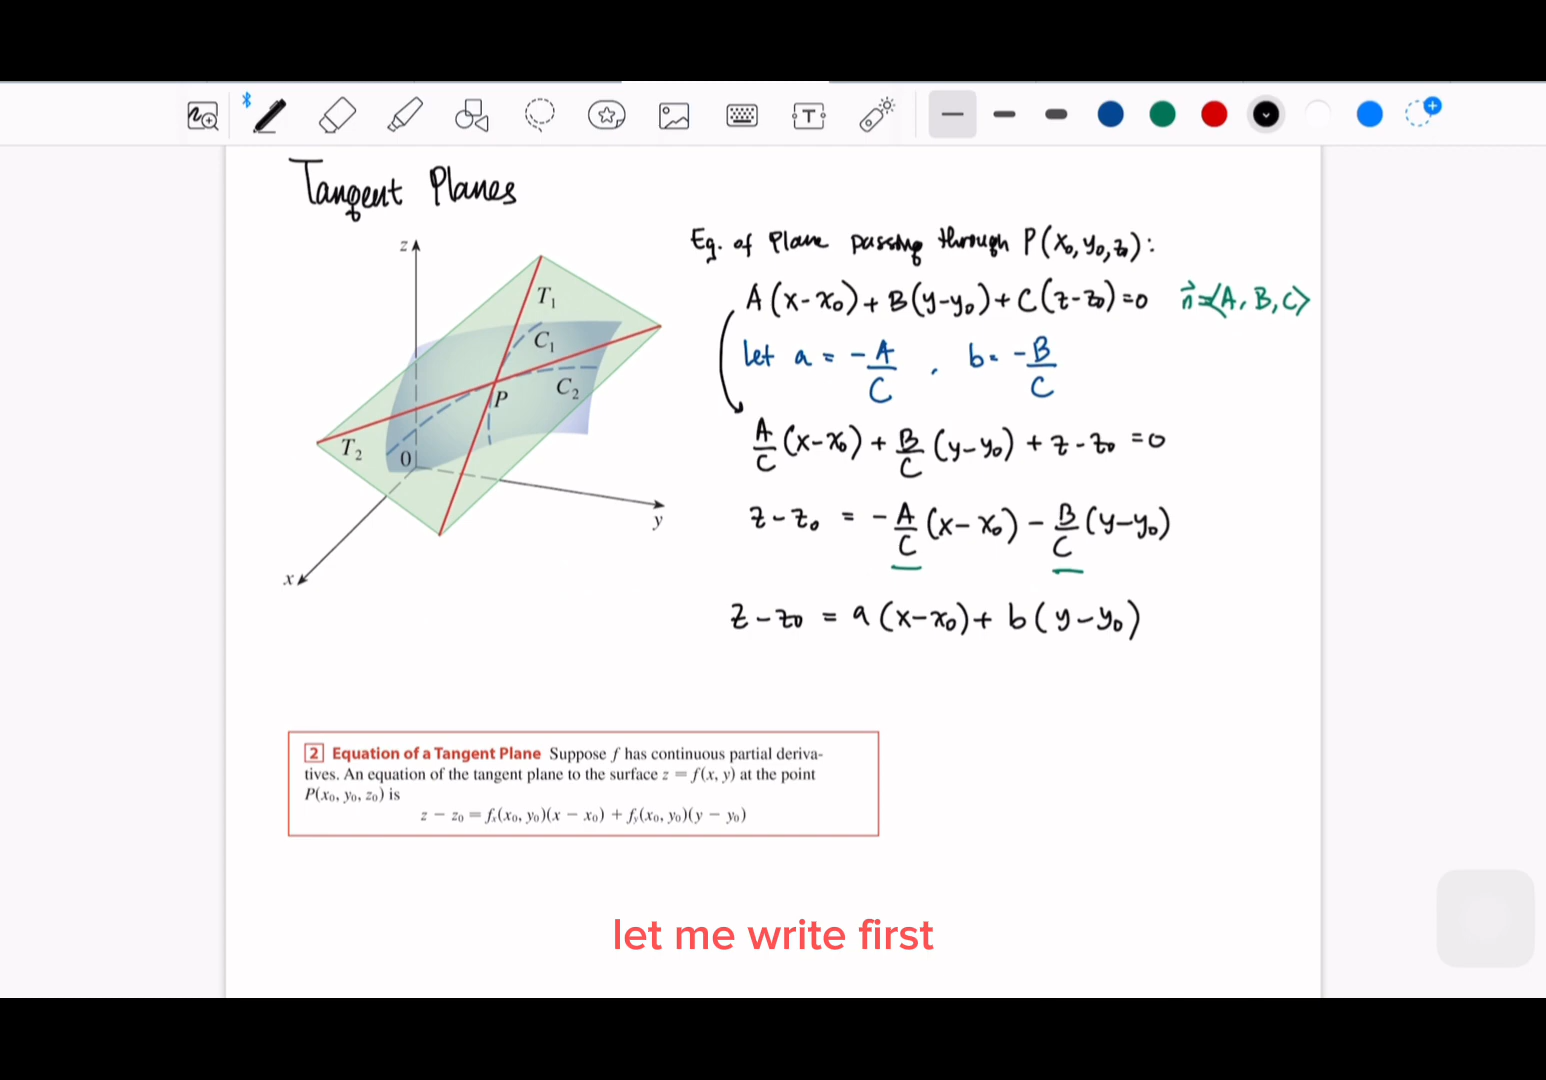 Tangent Planes
z
T₁
C₁
C₂
P
T₂
0
y
x
Eq. of Plane passing through P(x₀, y₀, z₀):
A(x-x₀)+B(y-y₀)+C(z-z₀)=0 n⃗=⟨A, B, C⟩
let a = -A/C , b = -B/C
A/C (x-x₀) + B/C (y-y₀) + z-z₀ =0
z-z₀ = -A/C (x-x₀) - B/C (y-y₀)
z-z₀ = a(x-x₀)+ b(y-y₀)
2 Equation of a Tangent Plane Suppose f has continuous partial deriva-
tives. An equation of the tangent plane to the surface z = f(x, y) at the point
P(x₀, y₀, z₀) is
z − z₀ = fₓ(x₀, y₀)(x − x₀) + fᵧ(x₀, y₀)(y − y₀)
let me write first